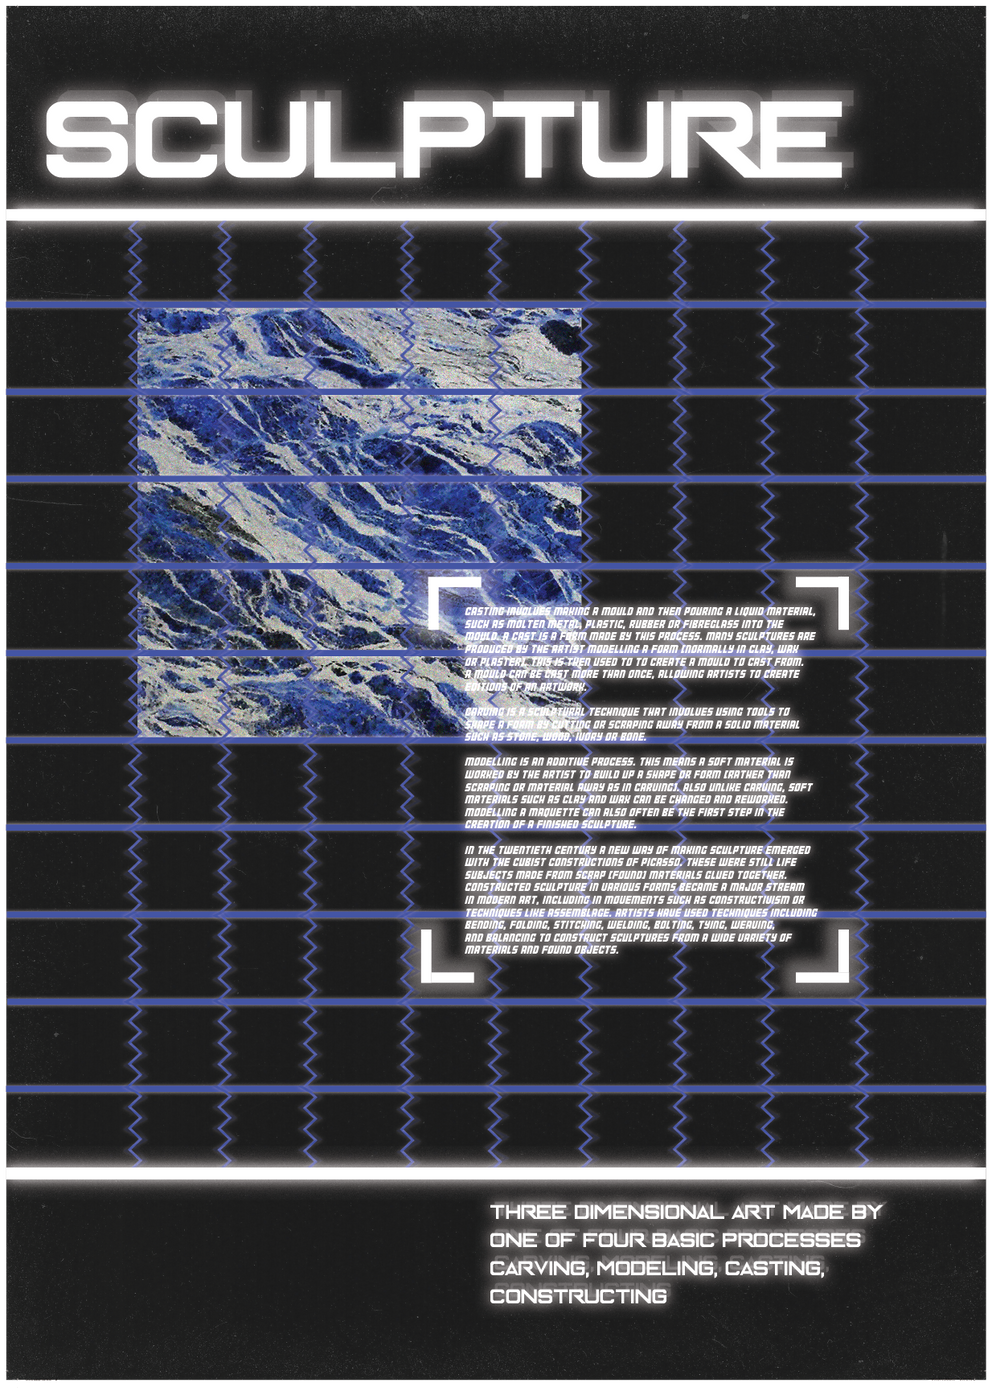 SCULPTURE
CASTING INVOLVES MAKING A MOULD AND THEN POURING A LIQUID MATERIAL,
SUCH AS MOLTEN METAL, PLASTIC, RUBBER OR FIBREGLASS INTO THE
MOULD. A CAST IS A FORM MADE BY THIS PROCESS. MANY SCULPTURES ARE
PRODUCED BY THE ARTIST MODELLING A FORM (NORMALLY IN CLAY, WAX
OR PLASTER). THIS IS THEN USED TO TO CREATE A MOULD TO CAST FROM.
A MOULD CAN BE CAST MORE THAN ONCE, ALLOWING ARTISTS TO CREATE
EDITIONS OF AN ARTWORK.
CARVING IS A SCULPTURAL TECHNIQUE THAT INVOLVES USING TOOLS TO
SHAPE A FORM BY CUTTING OR SCRAPING AWAY FROM A SOLID MATERIAL
SUCH AS STONE, WOOD, IVORY OR BONE.
MODELLING IS AN ADDITIVE PROCESS. THIS MEANS A SOFT MATERIAL IS
WORKED BY THE ARTIST TO BUILD UP A SHAPE OR FORM (RATHER THAN
SCRAPING OR MATERIAL AWAY AS IN CARVING). ALSO UNLIKE CARVING, SOFT
MATERIALS SUCH AS CLAY AND WAX CAN BE CHANGED AND REWORKED.
MODELLING A MAQUETTE CAN ALSO OFTEN BE THE FIRST STEP IN THE
CREATION OF A FINISHED SCULPTURE.
IN THE TWENTIETH CENTURY A NEW WAY OF MAKING SCULPTURE EMERGED
WITH THE CUBIST CONSTRUCTIONS OF PICASSO. THESE WERE STILL LIFE
SUBJECTS MADE FROM SCRAP (FOUND) MATERIALS GLUED TOGETHER.
CONSTRUCTED SCULPTURE IN VARIOUS FORMS BECAME A MAJOR STREAM
IN MODERN ART, INCLUDING IN MOVEMENTS SUCH AS CONSTRUCTIVISM OR
TECHNIQUES LIKE ASSEMBLAGE. ARTISTS HAVE USED TECHNIQUES INCLUDING
BENDING, FOLDING, STITCHING, WELDING, BOLTING, TYING, WEAVING,
AND BALANCING TO CONSTRUCT SCULPTURES FROM A WIDE VARIETY OF
MATERIALS AND FOUND OBJECTS.
THREE DIMENSIONAL ART MADE BY
ONE OF FOUR BASIC PROCESSES
CARVING, MODELING, CASTING,
CONSTRUCTING